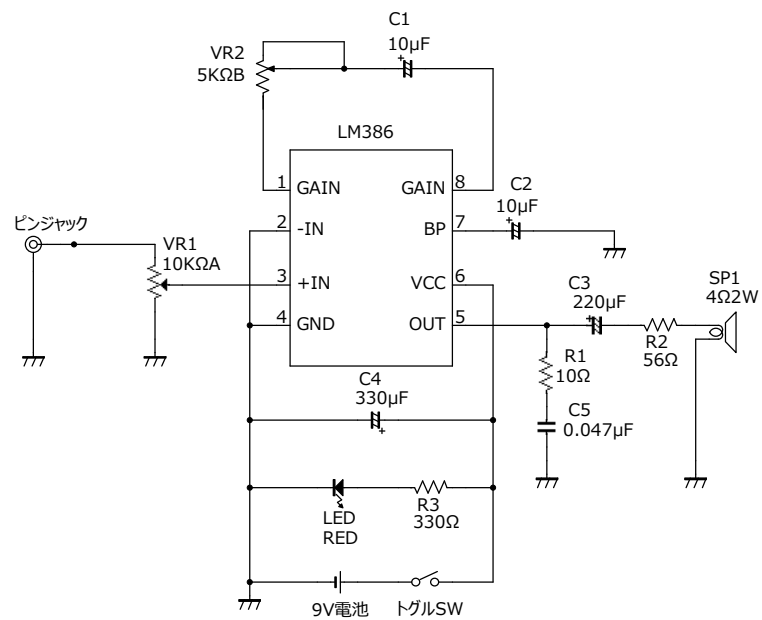 C1
10µF
VR2
5KΩB
LM386
1 GAIN
GAIN 8
C2
10µF
2 -IN
BP 7
ピンジャック
VR1
10KΩA
3 +IN
VCC 6
C3
220µF
SP1
4Ω2W
4 GND
OUT 5
R2
56Ω
R1
10Ω
C4
330µF
C5
0.047µF
LED
RED
R3
330Ω
9V電池
トグルSW
+
+
+
+